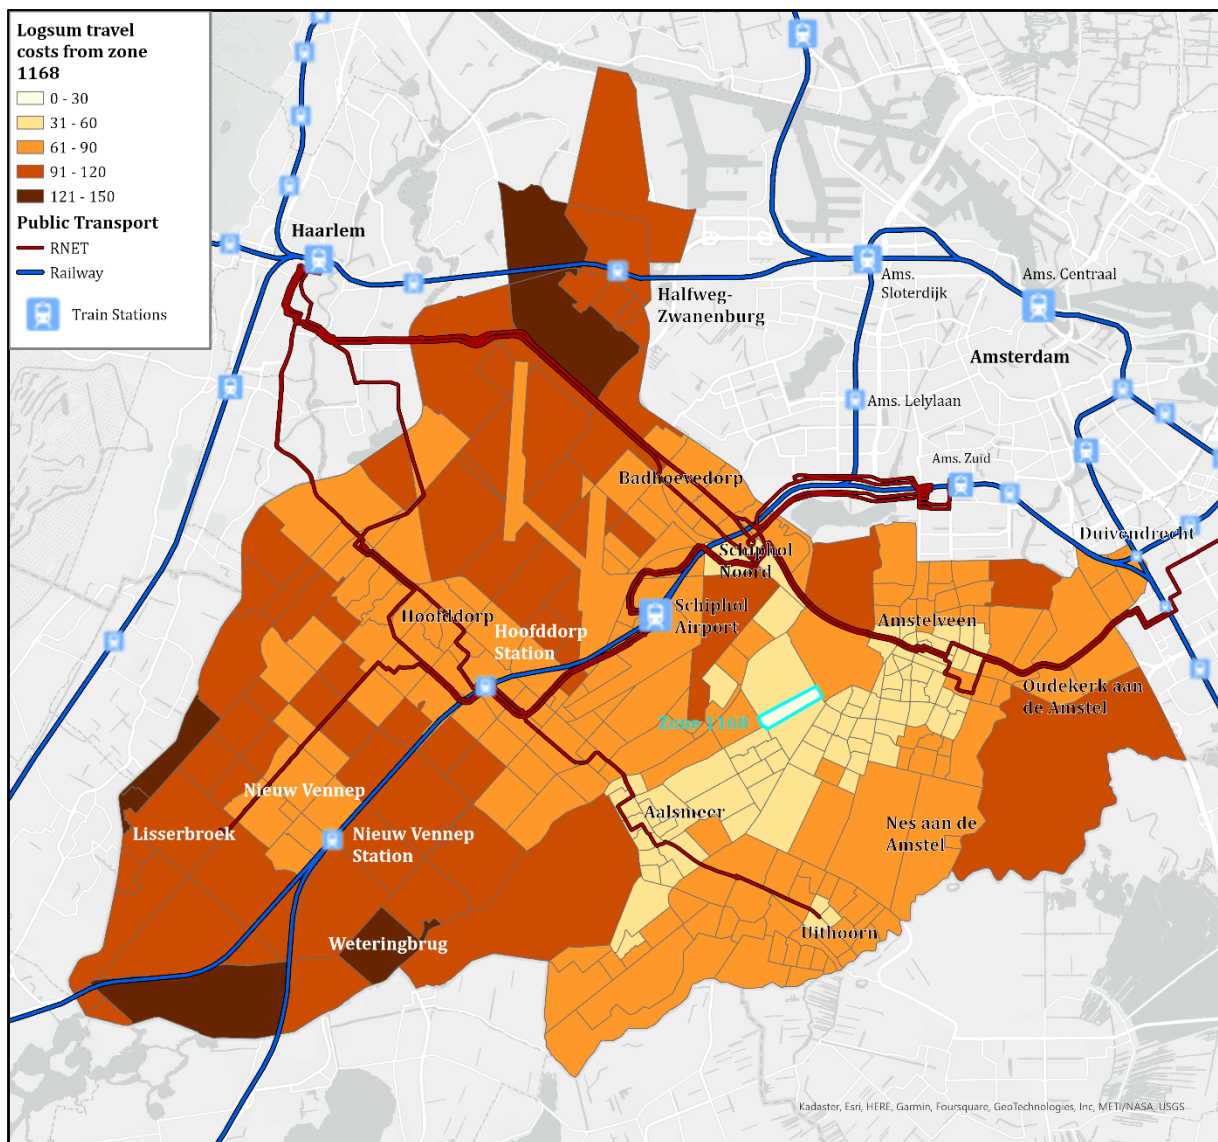 Logsum travel
costs from zone
1168
0 - 30
31 - 60
61 - 90
91 - 120
121 - 150
Public Transport
RNET
Railway
Train Stations
Haarlem
Halfweg-
Zwanenburg
Ams.
Sloterdijk
Ams. Centraal
Amsterdam
Ams. Lelylaan
Ams. Zuid
Badhoevedorp
Duivendrecht
Schiphol
Noord
Schiphol
Airport
Amstelveen
Hoofddorp
Hoofddorp
Station
Oudekerk aan
de Amstel
Zone 1168
Nieuw Vennep
Aalsmeer
Lisserbroek
Nieuw Vennep
Station
Nes aan de
Amstel
Uithoorn
Weteringbrug
Kadaster, Esri, HERE, Garmin, Foursquare, GeoTechnologies, Inc, METI/NASA, USGS